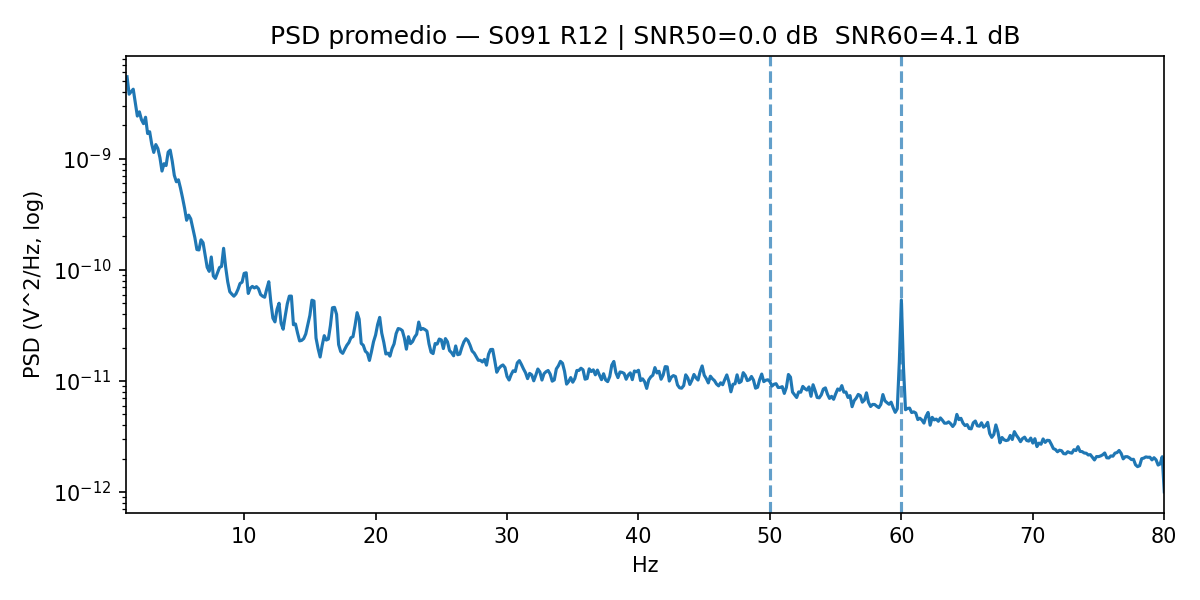 PSD promedio — S091 R12 | SNR50=0.0 dB  SNR60=4.1 dB
PSD (V^2/Hz, log)
10⁻⁹
10⁻¹⁰
10⁻¹¹
10⁻¹²
10 20 30 40 50 60 70 80
Hz